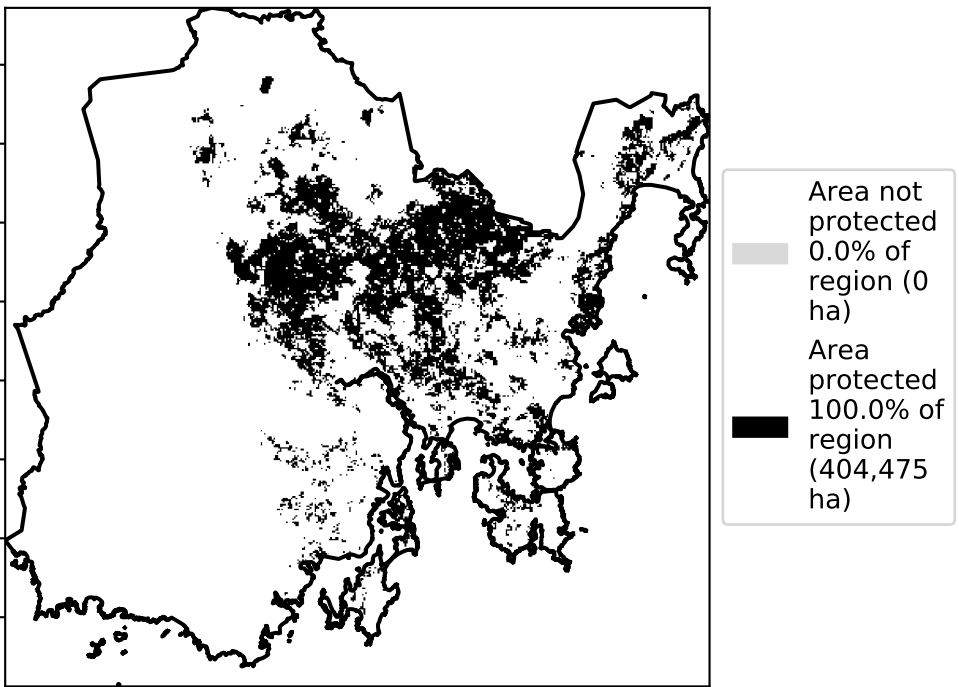 Area not
protected
0.0% of
region (0
ha)
Area
protected
100.0% of
region
(404,475
ha)